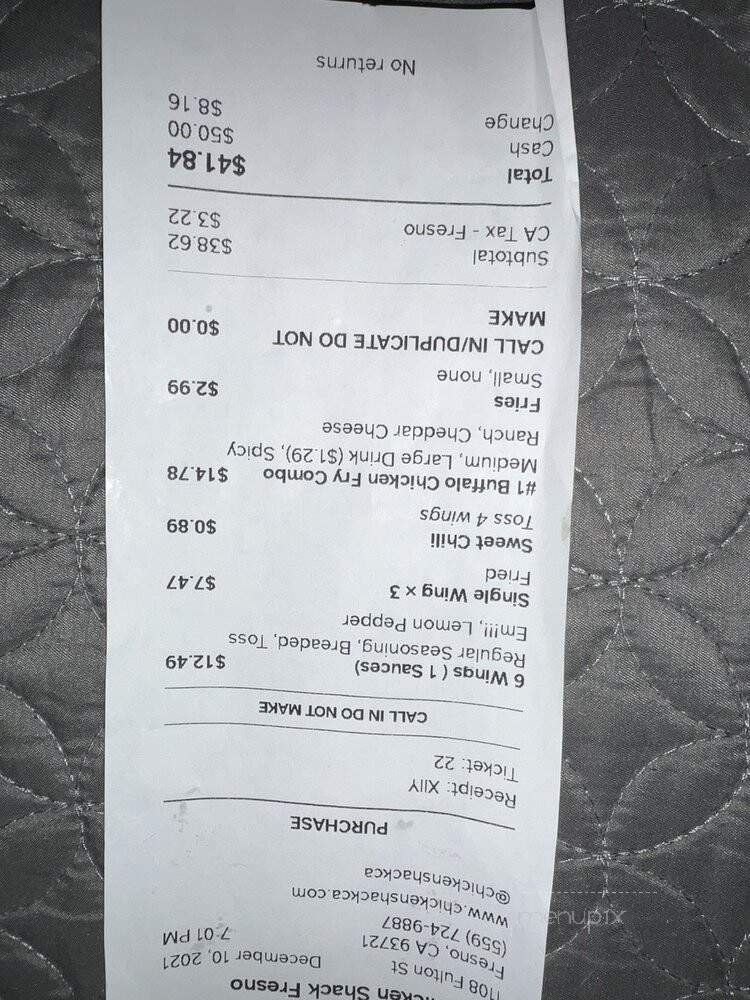 Chicken Shack Fresno
1108 Fulton St December 10, 2021
Fresno, CA 93721 7:01 PM
(559) 724-9887
www.chickenshackca.com
@chickenshackca
PURCHASE
Receipt: XIIY
Ticket: 22
CALL IN DO NOT MAKE
6 Wings ( 1 Sauces) $12.49
Regular Seasoning, Breaded, Toss
Em!!!, Lemon Pepper
Single Wing × 3 $7.47
Fried
Sweet Chili $0.89
Toss 4 wings
#1 Buffalo Chicken Fry Combo $14.78
Medium, Large Drink ($1.29), Spicy
Ranch, Cheddar Cheese
Fries $2.99
Small, none
CALL IN/DUPLICATE DO NOT $0.00
MAKE
Subtotal $38.62
CA Tax - Fresno $3.22
Total $41.84
Cash $50.00
Change $8.16
No returns
menupix